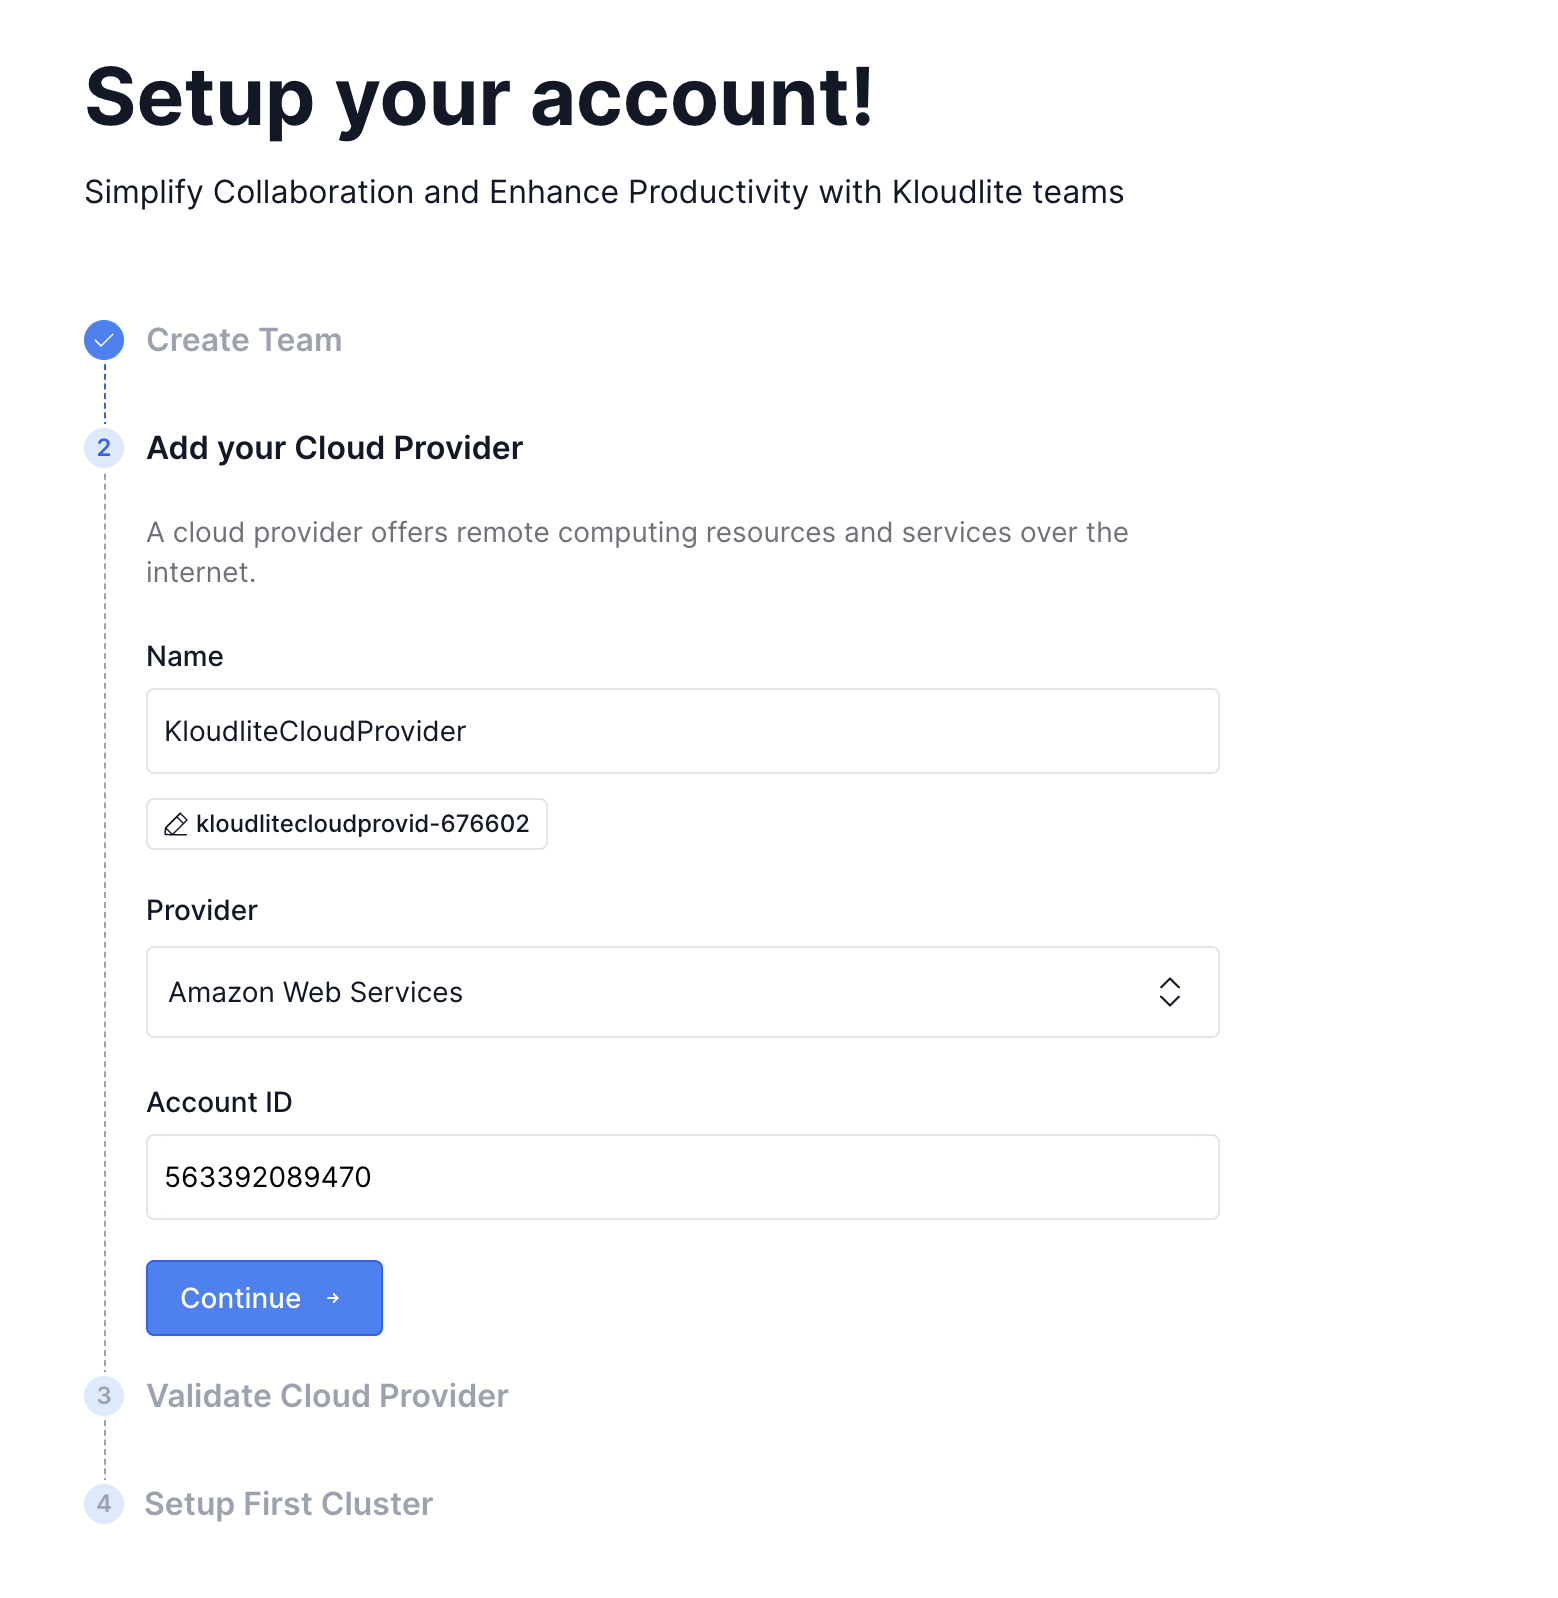 Setup your account!
Simplify Collaboration and Enhance Productivity with Kloudlite teams
Create Team
2
Add your Cloud Provider
A cloud provider offers remote computing resources and services over the
internet.
Name
KloudliteCloudProvider
kloudlitecloudprovid-676602
Provider
Amazon Web Services
Account ID
563392089470
Continue →
3
Validate Cloud Provider
4
Setup First Cluster